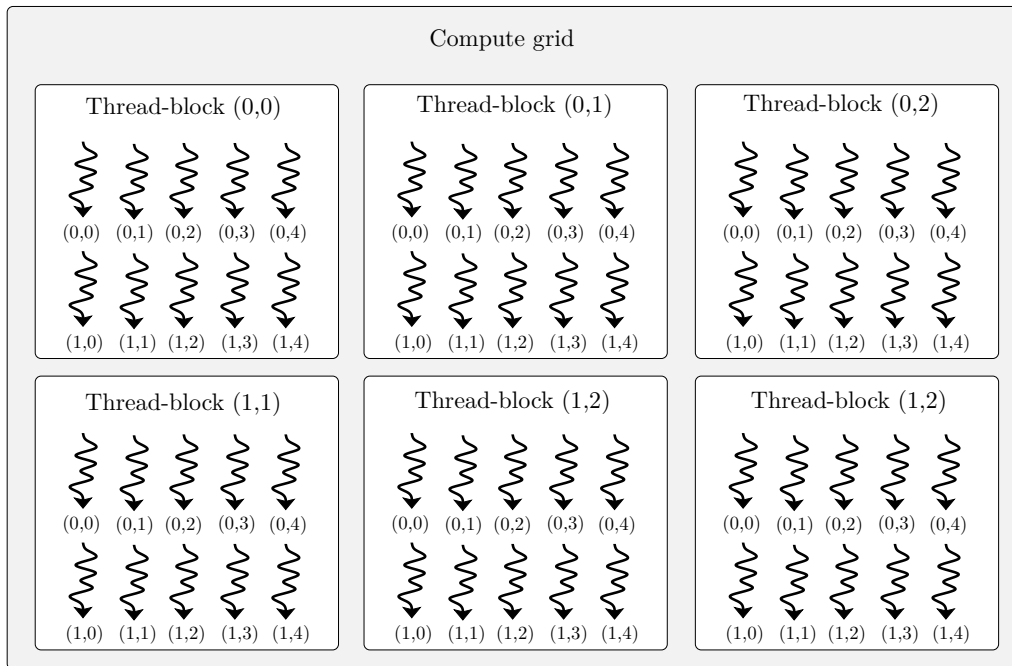 Compute grid
Thread-block (0,0) Thread-block (0,1) Thread-block (0,2)
(0,0) (0,1) (0,2) (0,3) (0,4) (0,0) (0,1) (0,2) (0,3) (0,4) (0,0) (0,1) (0,2) (0,3) (0,4)
(1,0) (1,1) (1,2) (1,3) (1,4) (1,0) (1,1) (1,2) (1,3) (1,4) (1,0) (1,1) (1,2) (1,3) (1,4)
Thread-block (1,1) Thread-block (1,2) Thread-block (1,2)
(0,0) (0,1) (0,2) (0,3) (0,4) (0,0) (0,1) (0,2) (0,3) (0,4) (0,0) (0,1) (0,2) (0,3) (0,4)
(1,0) (1,1) (1,2) (1,3) (1,4) (1,0) (1,1) (1,2) (1,3) (1,4) (1,0) (1,1) (1,2) (1,3) (1,4)